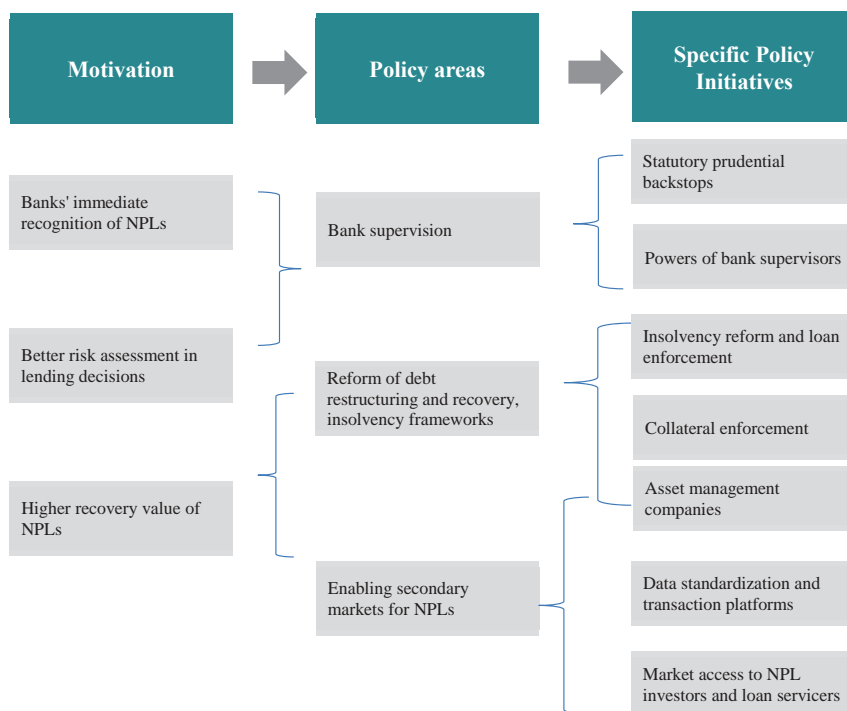 Motivation
Policy areas
Specific Policy
Initiatives
Banks' immediate
recognition of NPLs
Better risk assessment in
lending decisions
Higher recovery value of
NPLs
Bank supervision
Reform of debt
restructuring and recovery,
insolvency frameworks
Enabling secondary
markets for NPLs
Statutory prudential
backstops
Powers of bank supervisors
Insolvency reform and loan
enforcement
Collateral enforcement
Asset management
companies
Data standardization and
transaction platforms
Market access to NPL
investors and loan servicers